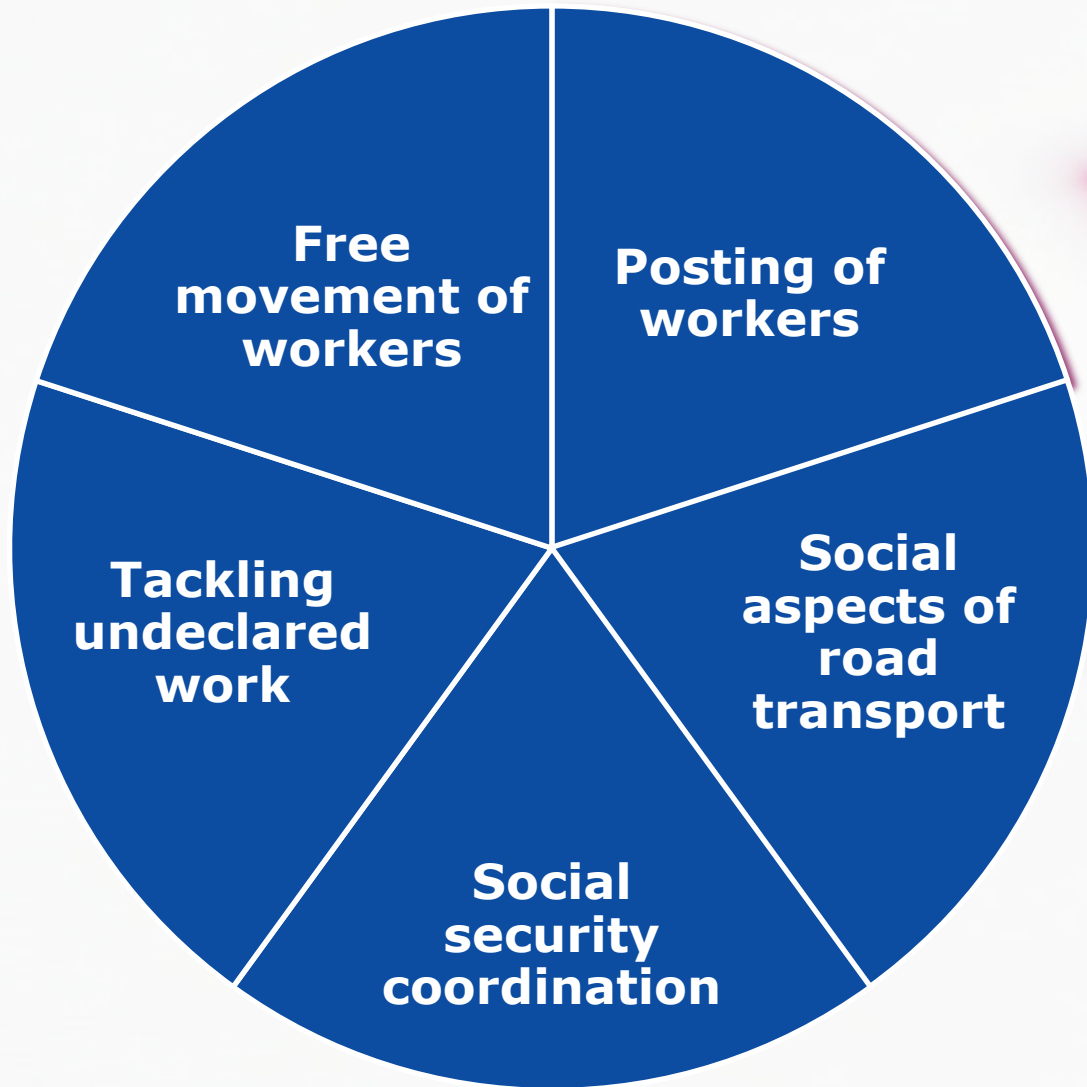 Free
movement of
workers
Posting of
workers
Social
aspects of
road
transport
Social
security
coordination
Tackling
undeclared
work